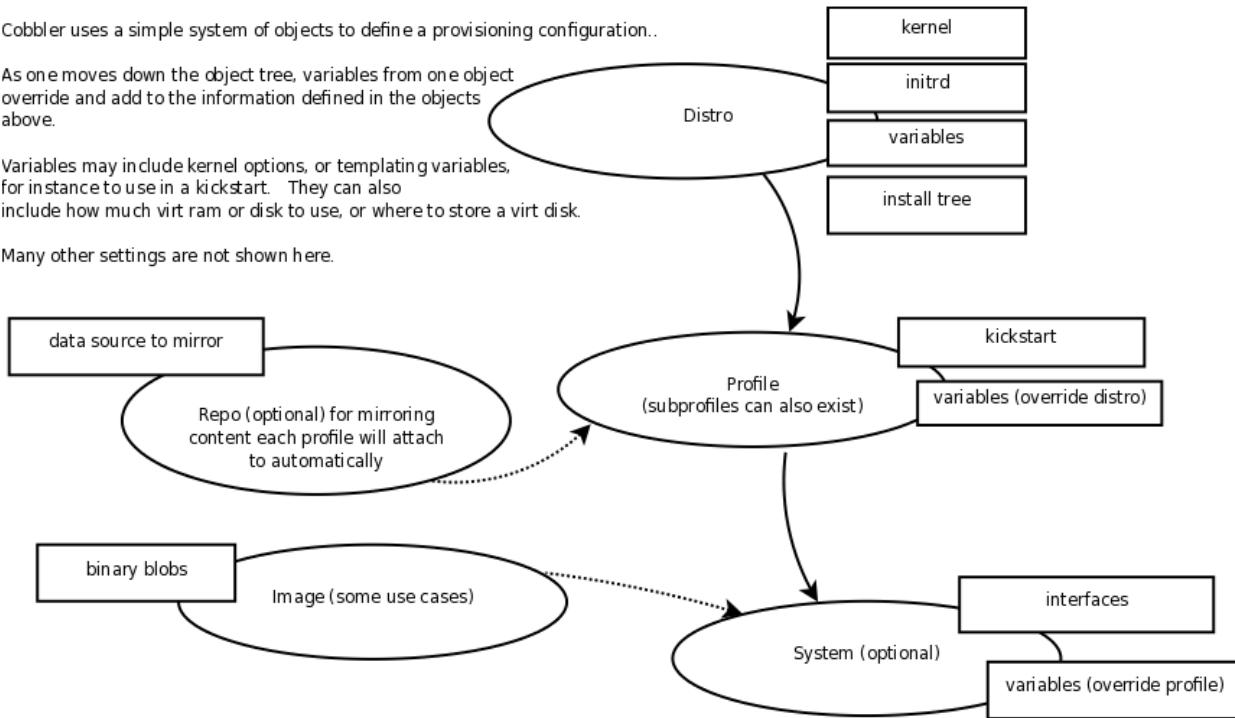 Cobbler uses a simple system of objects to define a provisioning configuration..
As one moves down the object tree, variables from one object
override and add to the information defined in the objects
above.
Variables may include kernel options, or templating variables,
for instance to use in a kickstart. They can also
include how much virt ram or disk to use, or where to store a virt disk.
Many other settings are not shown here.
kernel
initrd
Distro
variables
install tree
data source to mirror
kickstart
Profile
(subprofiles can also exist)
variables (override distro)
Repo (optional) for mirroring
content each profile will attach
to automatically
binary blobs
Image (some use cases)
interfaces
System (optional)
variables (override profile)